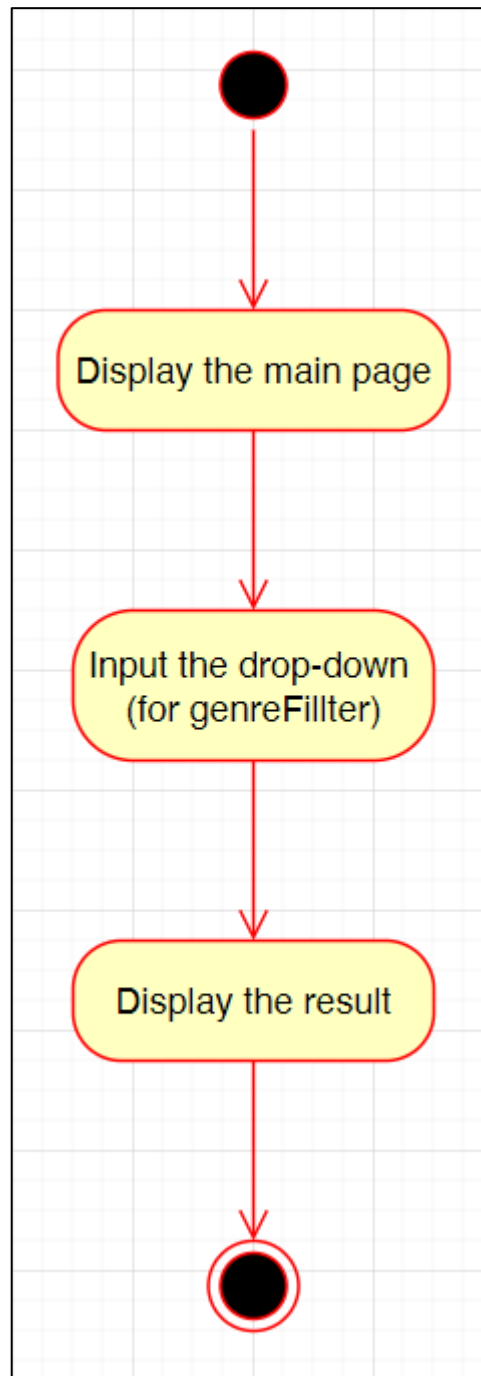 Display the main page
Input the drop-down
(for genreFillter)
Display the result